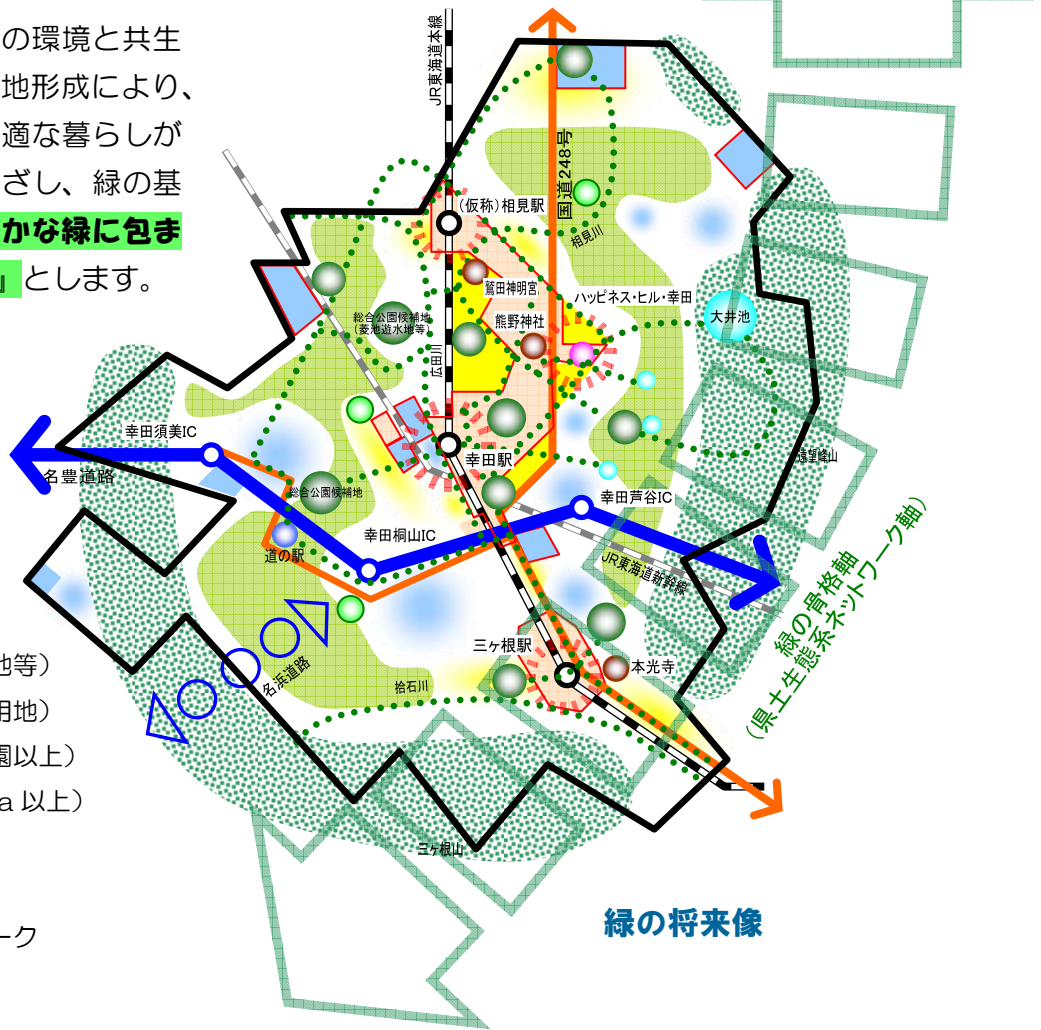 の環境と共生
地形成により、
適な暮らしが
ざし、緑の基
かな緑に包ま
』とします。
JR東海道本線
国道248号
（仮称）相見駅
相見川
鷲田神明宮
ハッピネス・ヒル・幸田
総合公園候補地
（菱池遊水地等）
熊野神社
大井池
広田川
幸田須美IC
幸田駅
遠望峰山
名豊道路
総合公園候補地
幸田芦谷IC
幸田桐山IC
道の駅
JR東海道新幹線
緑の骨格軸
（県土生態系ネットワーク軸）
三ヶ根駅
本光寺
名浜道路
拾石川
地等）
用地）
園以上）
a 以上）
三ヶ根山
ーク
緑の将来像